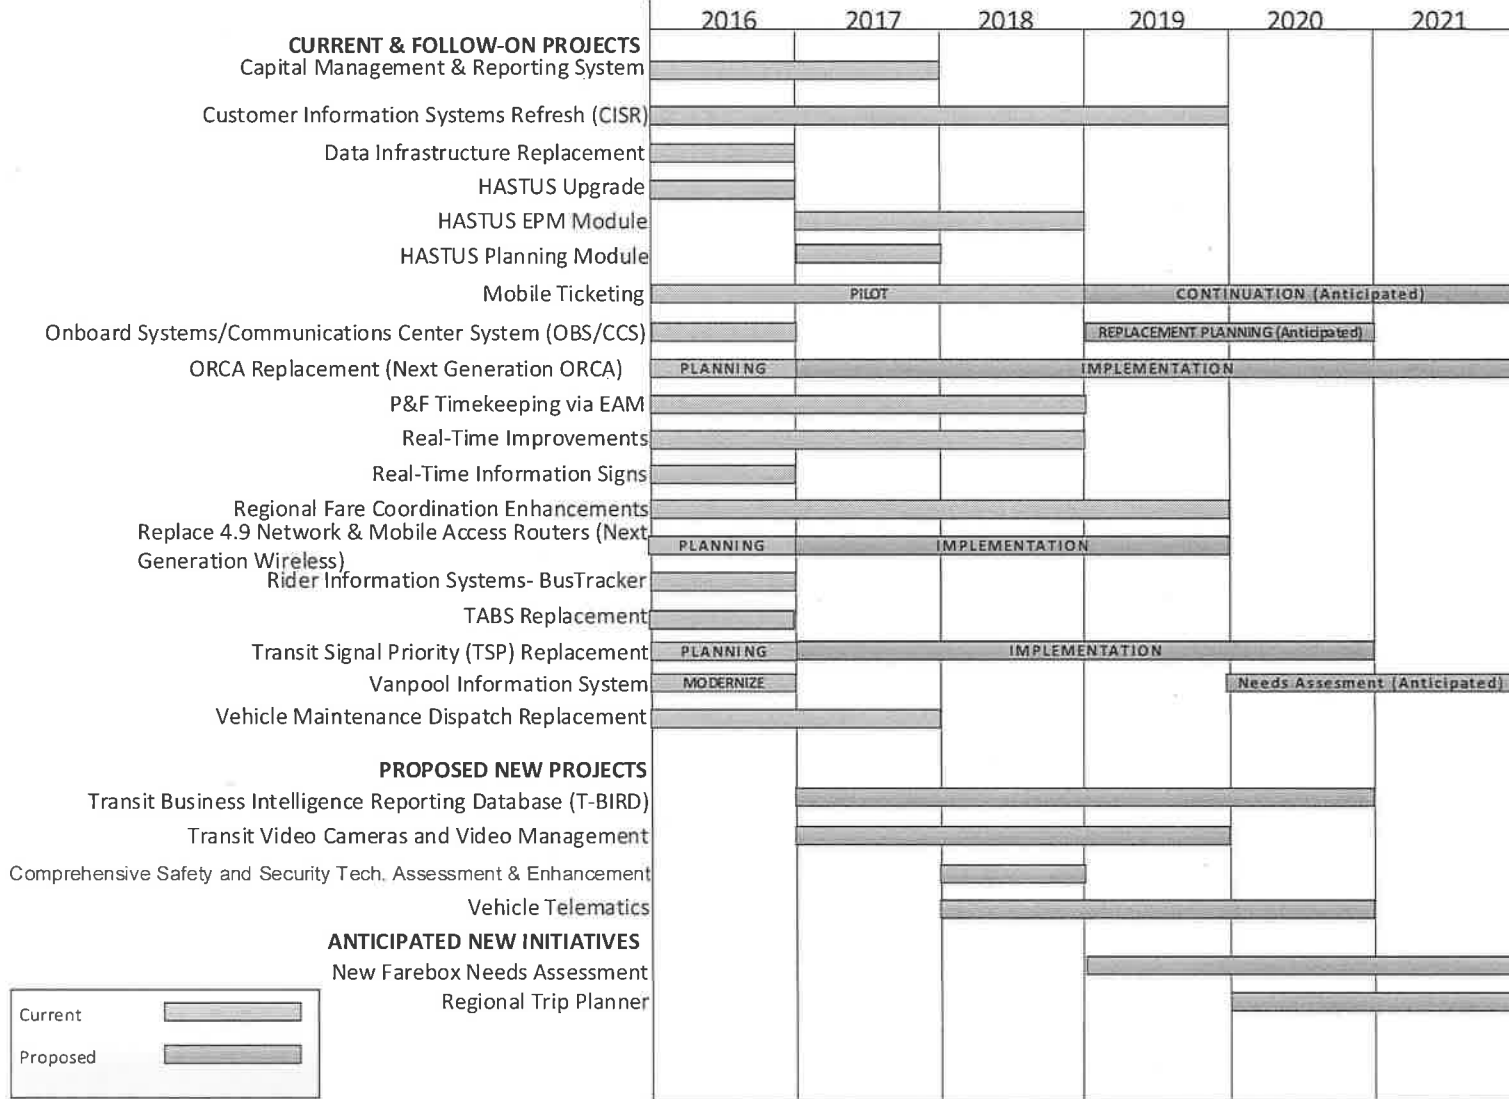 2016 2017 2018 2019 2020 2021
CURRENT & FOLLOW-ON PROJECTS
Capital Management & Reporting System
Customer Information Systems Refresh (CISR)
Data Infrastructure Replacement
HASTUS Upgrade
HASTUS EPM Module
HASTUS Planning Module
Mobile Ticketing PILOT CONTINUATION (Anticipated)
Onboard Systems/Communications Center System (OBS/CCS) REPLACEMENT PLANNING (Anticipated)
ORCA Replacement (Next Generation ORCA) PLANNING IMPLEMENTATION
P&F Timekeeping via EAM
Real-Time Improvements
Real-Time Information Signs
Regional Fare Coordination Enhancements
Replace 4.9 Network & Mobile Access Routers (Next
Generation Wireless) PLANNING IMPLEMENTATION
Rider Information Systems- BusTracker
TABS Replacement
Transit Signal Priority (TSP) Replacement PLANNING IMPLEMENTATION
Vanpool Information System MODERNIZE Needs Assesment (Anticipated)
Vehicle Maintenance Dispatch Replacement
PROPOSED NEW PROJECTS
Transit Business Intelligence Reporting Database (T-BIRD)
Transit Video Cameras and Video Management
Comprehensive Safety and Security Tech. Assessment & Enhancement
Vehicle Telematics
ANTICIPATED NEW INITIATIVES
New Farebox Needs Assessment
Regional Trip Planner
Current
Proposed